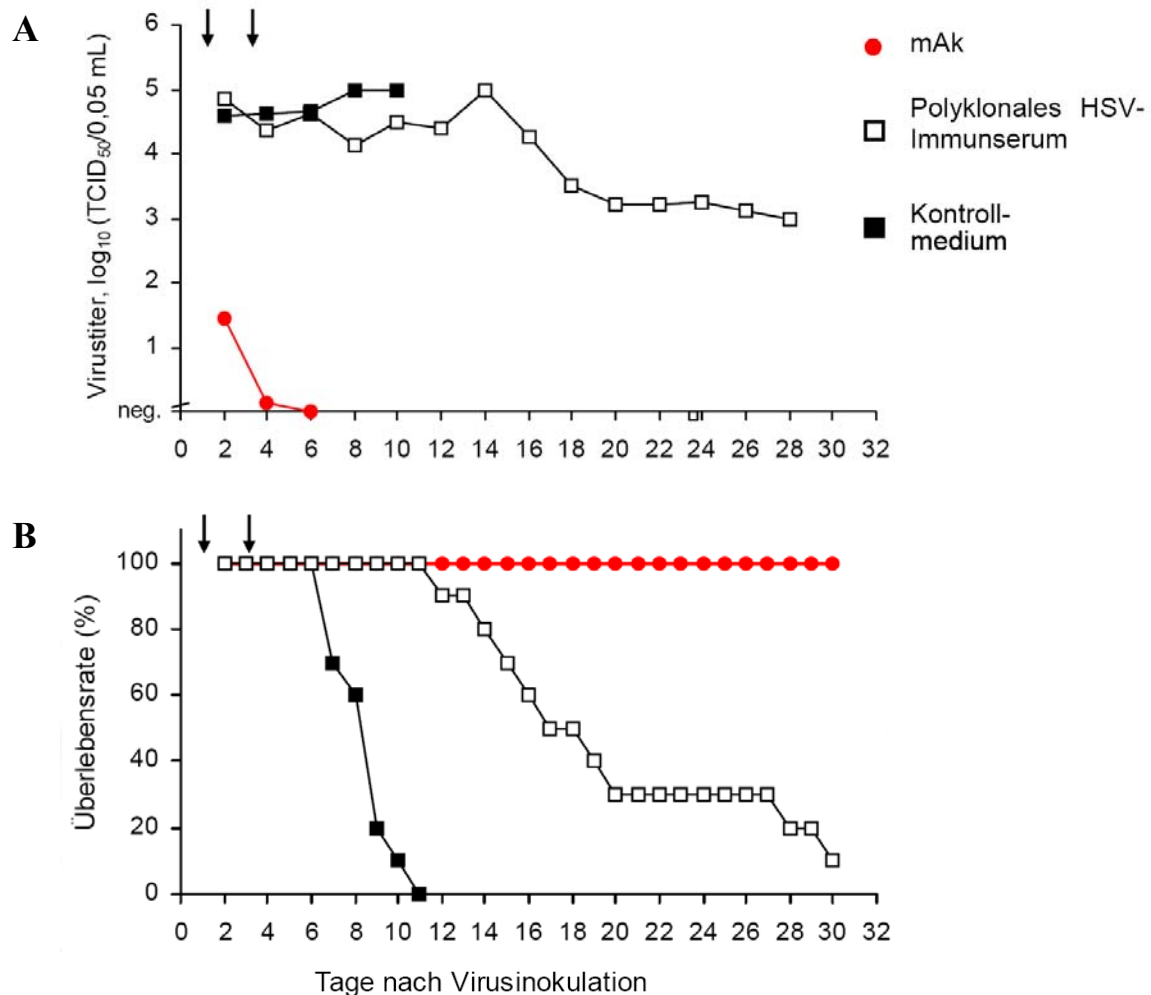 A
6
5
4
3
2
1
neg.
Virustiter, log10 (TCID50/0,05 mL)
0 2 4 6 8 10 12 14 16 18 20 22 24 26 28 30 32
mAk
Polyklonales HSV-
Immunserum
Kontroll-
medium
B
100
80
60
40
20
0
Überlebensrate (%)
0 2 4 6 8 10 12 14 16 18 20 22 24 26 28 30 32
Tage nach Virusinokulation